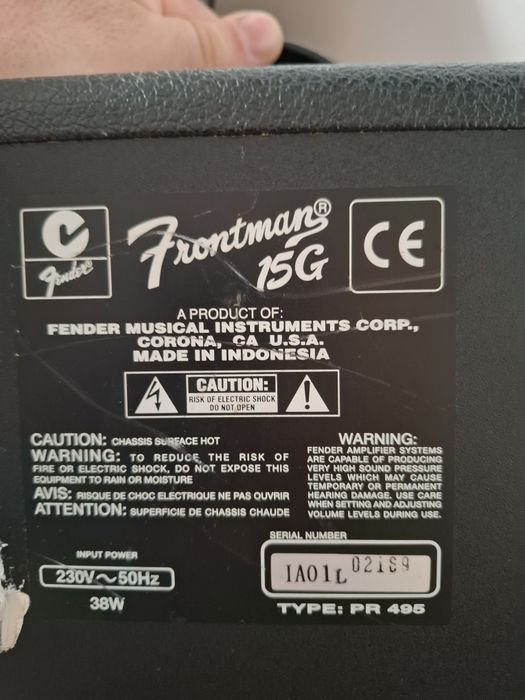 Fender
Frontman®
15G
CE
A PRODUCT OF:
FENDER MUSICAL INSTRUMENTS CORP.,
CORONA, CA U.S.A.
MADE IN INDONESIA
CAUTION:
RISK OF ELECTRIC SHOCK
DO NOT OPEN
CAUTION: CHASSIS SURFACE HOT
WARNING: TO REDUCE THE RISK OF
FIRE OR ELECTRIC SHOCK, DO NOT EXPOSE THIS
EQUIPMENT TO RAIN OR MOISTURE
AVIS: RISQUE DE CHOC ELECTRIQUE NE PAS OUVRIR
ATTENTION: SUPERFICIE DE CHASSIS CHAUDE
WARNING:
FENDER AMPLIFIER SYSTEMS
ARE CAPABLE OF PRODUCING
VERY HIGH SOUND PRESSURE
LEVELS WHICH MAY CAUSE
TEMPORARY OR PERMANENT
HEARING DAMAGE. USE CARE
WHEN SETTING AND ADJUSTING
VOLUME LEVELS DURING USE.
INPUT POWER
230V~50Hz
38W
SERIAL NUMBER
IA01L 02189
TYPE: PR 495